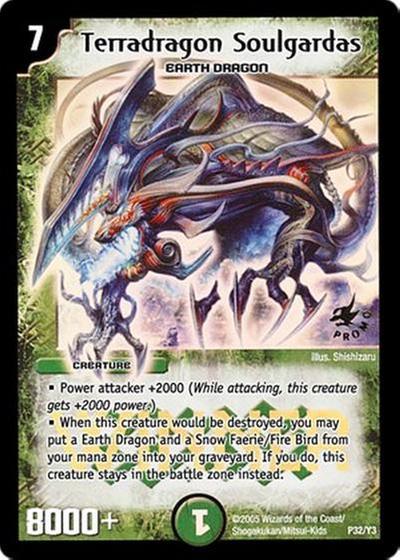 7 Terradragon Soulgardas
EARTH DRAGON
PROMO
illus. Shishizaru
CREATURE
▪ Power attacker +2000 (While attacking, this creature
gets +2000 power.)
▪ When this creature would be destroyed, you may
put a Earth Dragon and a Snow Faerie/Fire Bird from
your mana zone into your graveyard. If you do, this
creature stays in the battle zone instead.
8000+
1
©2005 Wizards of the Coast/
Shogakukan/Mitsui-Kids
P32/Y3